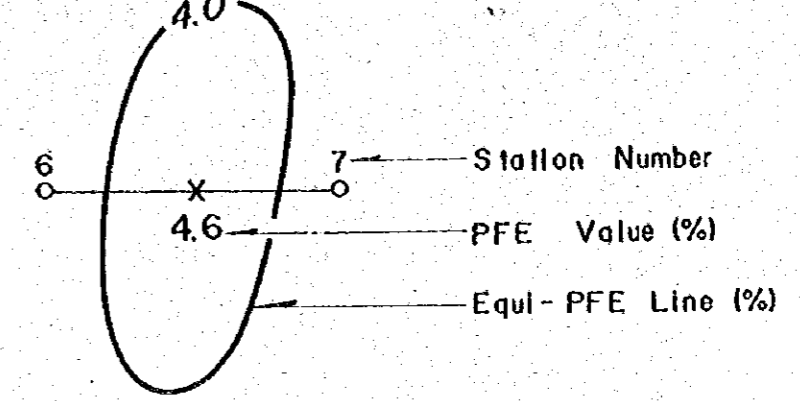 4.0
6 7 Station Number
X
4.6 PFE Value (%)
Equi-PFE Line (%)